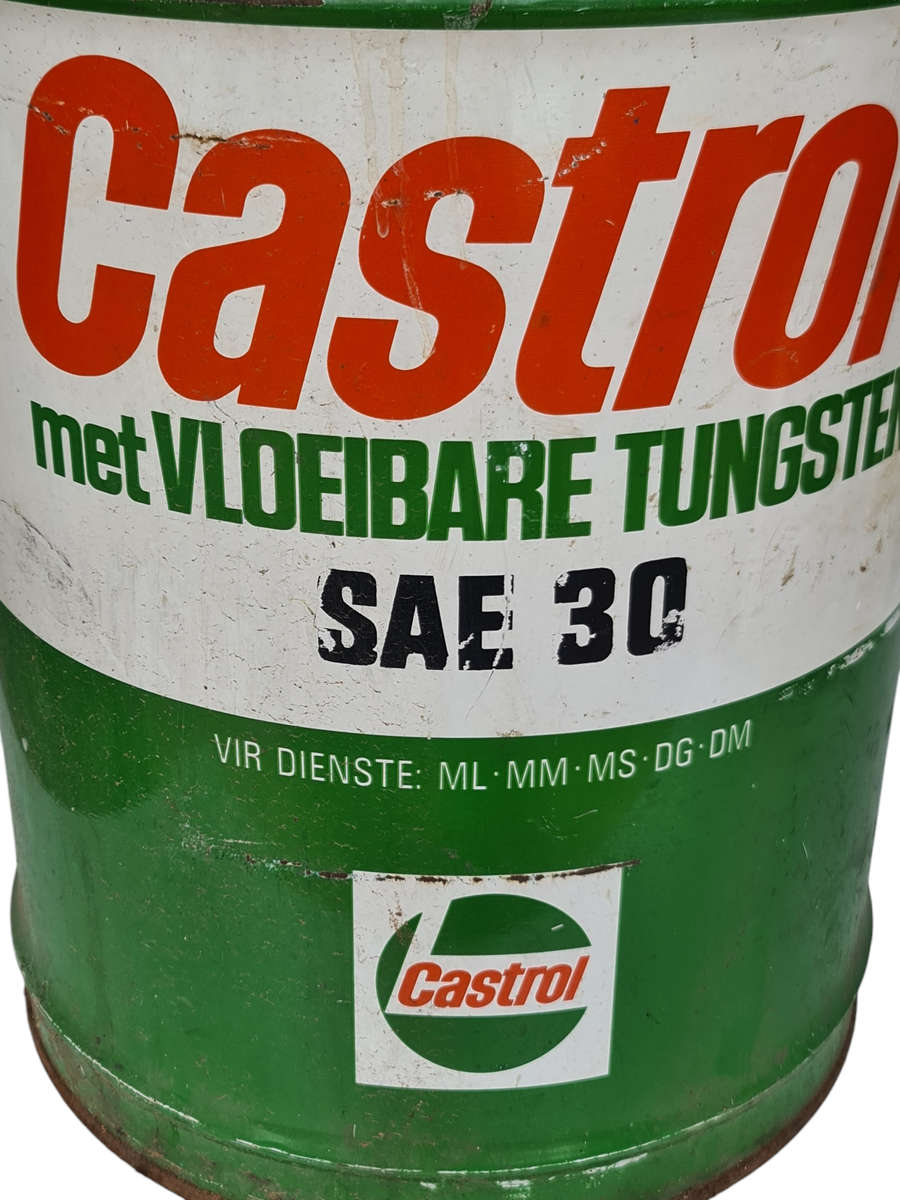 Castrol
met VLOEIBARE TUNGSTEN
SAE 30
VIR DIENSTE: ML·MM·MS·DG·DM
Castrol